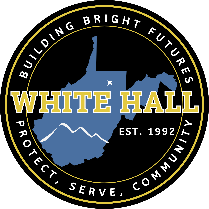 BUILDING BRIGHT FUTURES
WHITE HALL
EST. 1992
PROTECT, SERVE, COMMUNITY